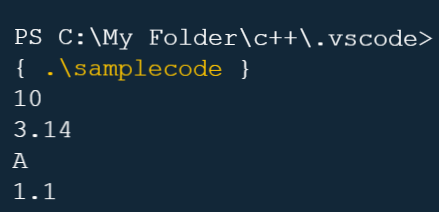 PS C:\My Folder\c++\.vscode>
{ .\samplecode }
10
3.14
A
1.1